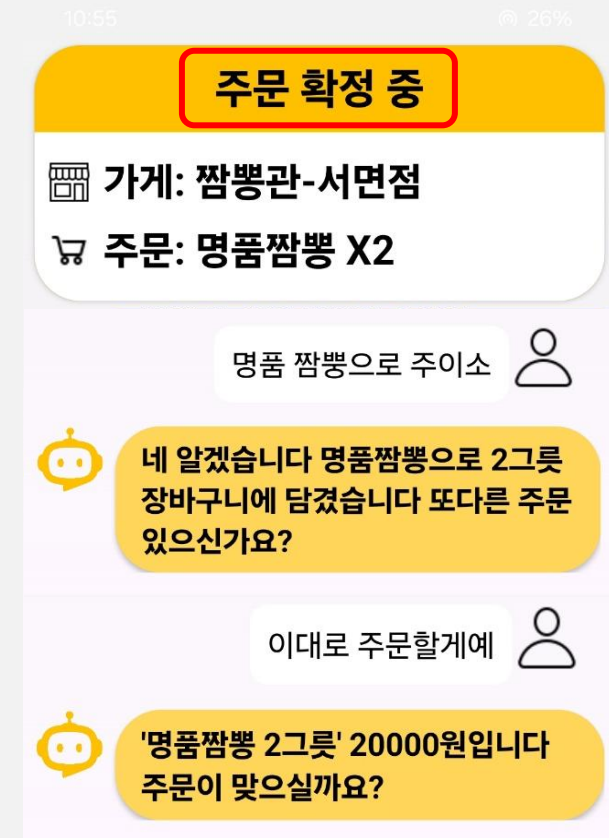 10:55
26%
주문 확정 중
가게: 짬뽕관-서면점
주문: 명품짬뽕 X2
명품 짬뽕으로 주이소
네 알겠습니다 명품짬뽕으로 2그릇
장바구니에 담겼습니다 또다른 주문
있으신가요?
이대로 주문할게예
'명품짬뽕 2그릇' 20000원입니다
주문이 맞으실까요?